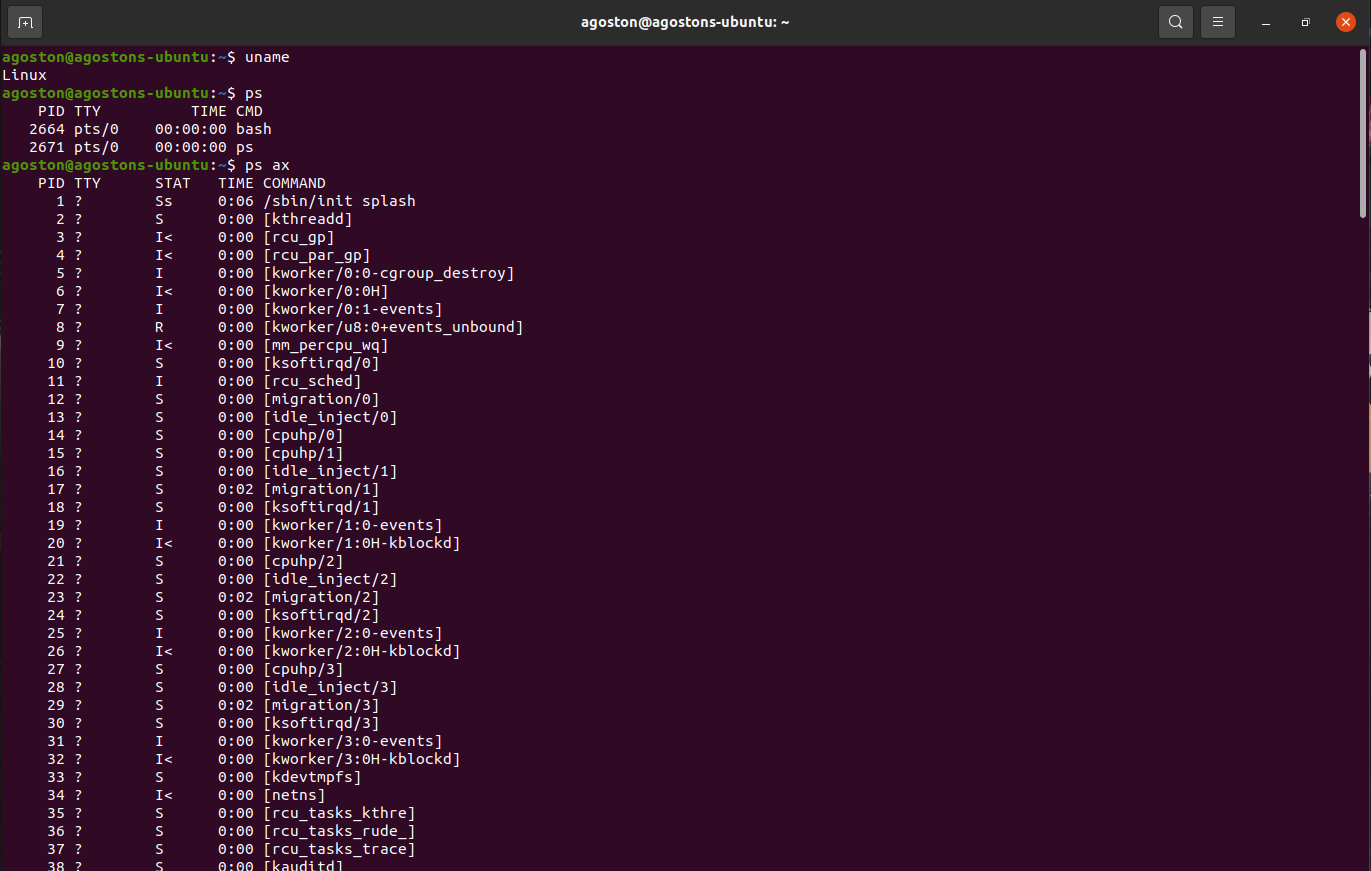 agoston@agostons-ubuntu: ~
agoston@agostons-ubuntu:~$ uname
Linux
agoston@agostons-ubuntu:~$ ps
    PID TTY          TIME CMD
   2664 pts/0    00:00:00 bash
   2671 pts/0    00:00:00 ps
agoston@agostons-ubuntu:~$ ps ax
    PID TTY      STAT   TIME COMMAND
      1 ?        Ss     0:06 /sbin/init splash
      2 ?        S      0:00 [kthreadd]
      3 ?        I<     0:00 [rcu_gp]
      4 ?        I<     0:00 [rcu_par_gp]
      5 ?        I      0:00 [kworker/0:0-cgroup_destroy]
      6 ?        I<     0:00 [kworker/0:0H]
      7 ?        I      0:00 [kworker/0:1-events]
      8 ?        R      0:00 [kworker/u8:0+events_unbound]
      9 ?        I<     0:00 [mm_percpu_wq]
     10 ?        S      0:00 [ksoftirqd/0]
     11 ?        I      0:00 [rcu_sched]
     12 ?        S      0:00 [migration/0]
     13 ?        S      0:00 [idle_inject/0]
     14 ?        S      0:00 [cpuhp/0]
     15 ?        S      0:00 [cpuhp/1]
     16 ?        S      0:00 [idle_inject/1]
     17 ?        S      0:02 [migration/1]
     18 ?        S      0:00 [ksoftirqd/1]
     19 ?        I      0:00 [kworker/1:0-events]
     20 ?        I<     0:00 [kworker/1:0H-kblockd]
     21 ?        S      0:00 [cpuhp/2]
     22 ?        S      0:00 [idle_inject/2]
     23 ?        S      0:02 [migration/2]
     24 ?        S      0:00 [ksoftirqd/2]
     25 ?        I      0:00 [kworker/2:0-events]
     26 ?        I<     0:00 [kworker/2:0H-kblockd]
     27 ?        S      0:00 [cpuhp/3]
     28 ?        S      0:00 [idle_inject/3]
     29 ?        S      0:02 [migration/3]
     30 ?        S      0:00 [ksoftirqd/3]
     31 ?        I      0:00 [kworker/3:0-events]
     32 ?        I<     0:00 [kworker/3:0H-kblockd]
     33 ?        S      0:00 [kdevtmpfs]
     34 ?        I<     0:00 [netns]
     35 ?        S      0:00 [rcu_tasks_kthre]
     36 ?        S      0:00 [rcu_tasks_rude_]
     37 ?        S      0:00 [rcu_tasks_trace]
     38 ?        S      0:00 [kauditd]